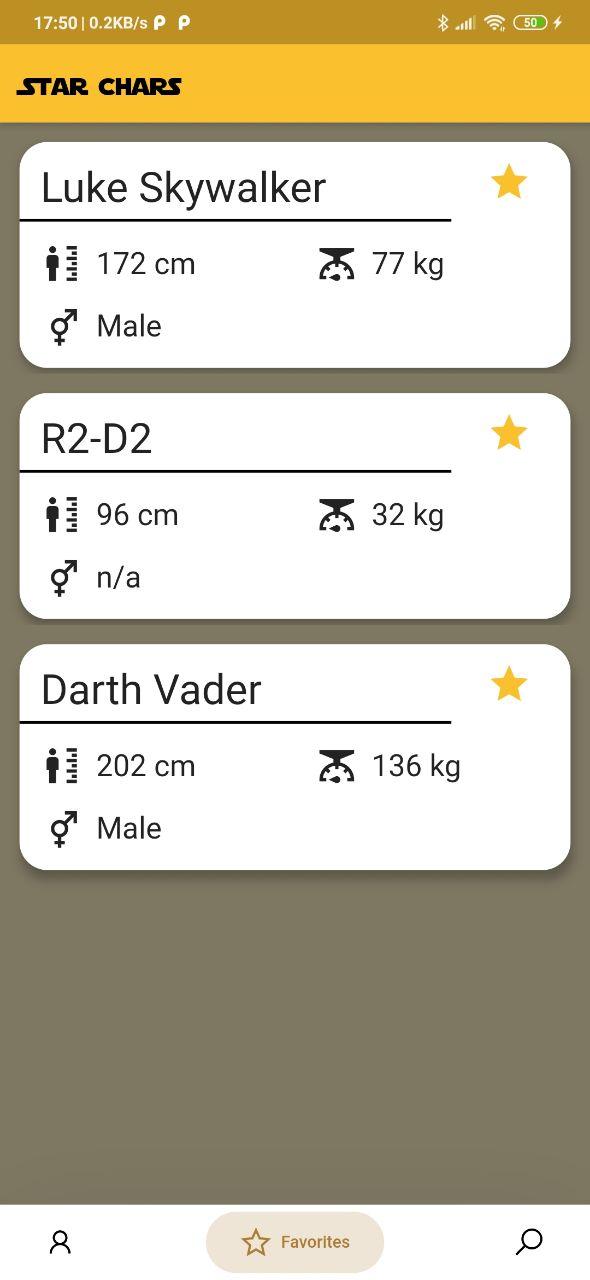 17:50 | 0.2KB/s P P 50
STAR CHARS
Luke Skywalker
172 cm 77 kg
Male
R2-D2
96 cm 32 kg
n/a
Darth Vader
202 cm 136 kg
Male
Favorites